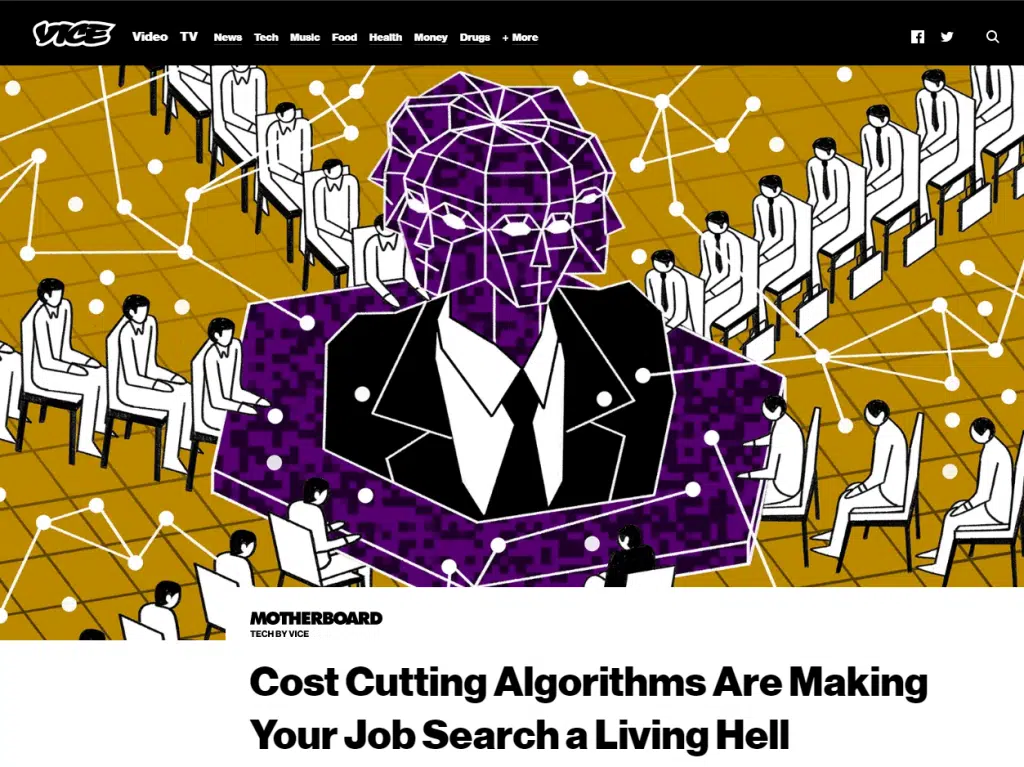 VICE Video TV News Tech Music Food Health Money Drugs + More
MOTHERBOARD
TECH BY VICE
Cost Cutting Algorithms Are Making
Your Job Search a Living Hell